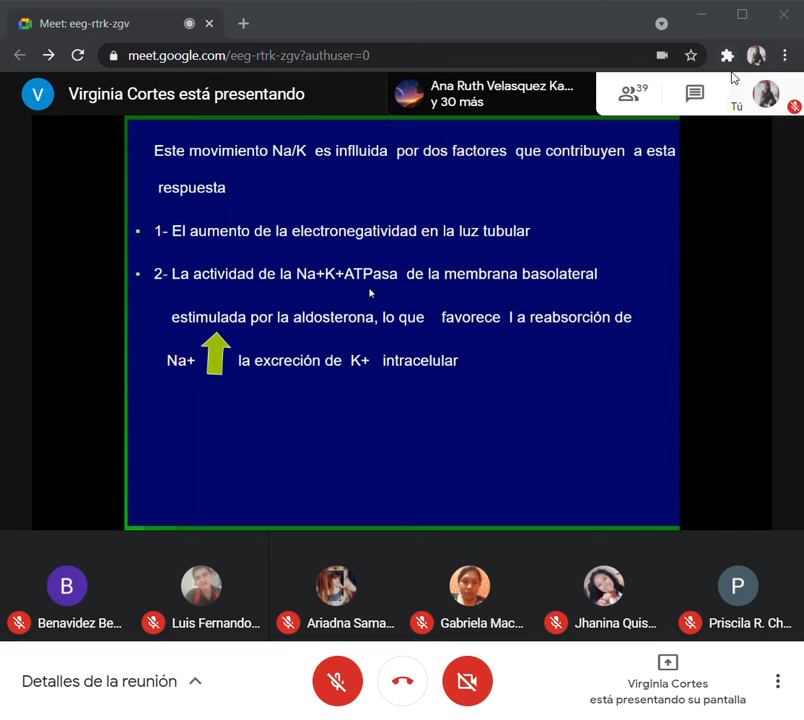 Meet: eeg-rtrk-zgv
meet.google.com/eeg-rtrk-zgv?authuser=0
V
Virginia Cortes está presentando
Ana Ruth Velasquez Ka...
y 30 más
39
Tú
Este movimiento Na/K es inflluida por dos factores que contribuyen a esta
respuesta
▪ 1- El aumento de la electronegatividad en la luz tubular
▪ 2- La actividad de la Na+K+ATPasa de la membrana basolateral
estimulada por la aldosterona, lo que favorece l a reabsorción de
Na+ la excreción de K+ intracelular
B
P
Benavidez Be...
Luis Fernando...
Ariadna Sama...
Gabriela Mac...
Jhanina Quis...
Priscila R. Ch...
Detalles de la reunión
Virginia Cortes
está presentando su pantalla